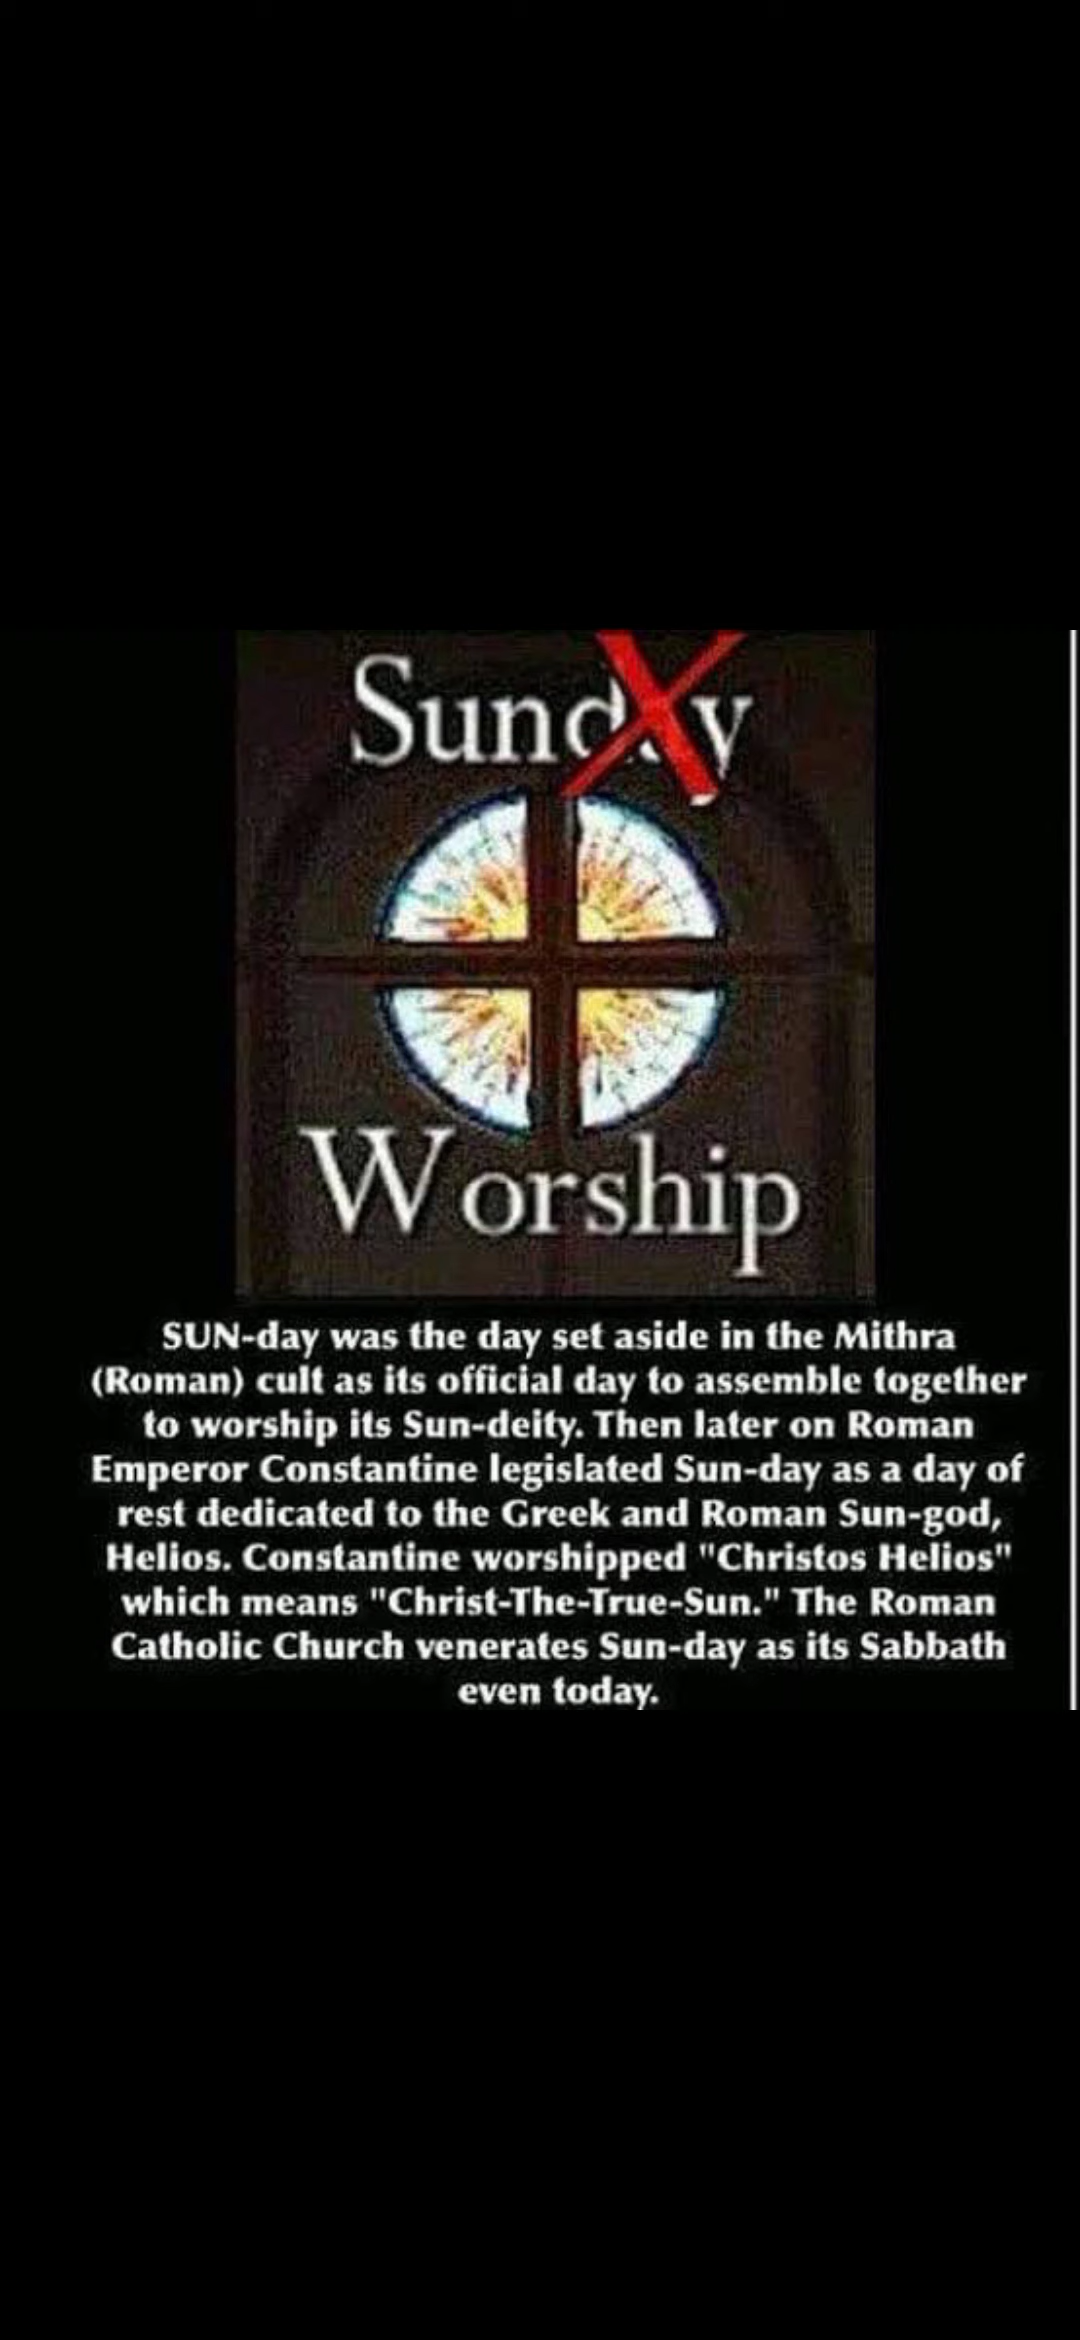 Sunday
Worship
SUN-day was the day set aside in the Mithra
(Roman) cult as its official day to assemble together
to worship its Sun-deity. Then later on Roman
Emperor Constantine legislated Sun-day as a day of
rest dedicated to the Greek and Roman Sun-god,
Helios. Constantine worshipped "Christos Helios"
which means "Christ-The-True-Sun." The Roman
Catholic Church venerates Sun-day as its Sabbath
even today.